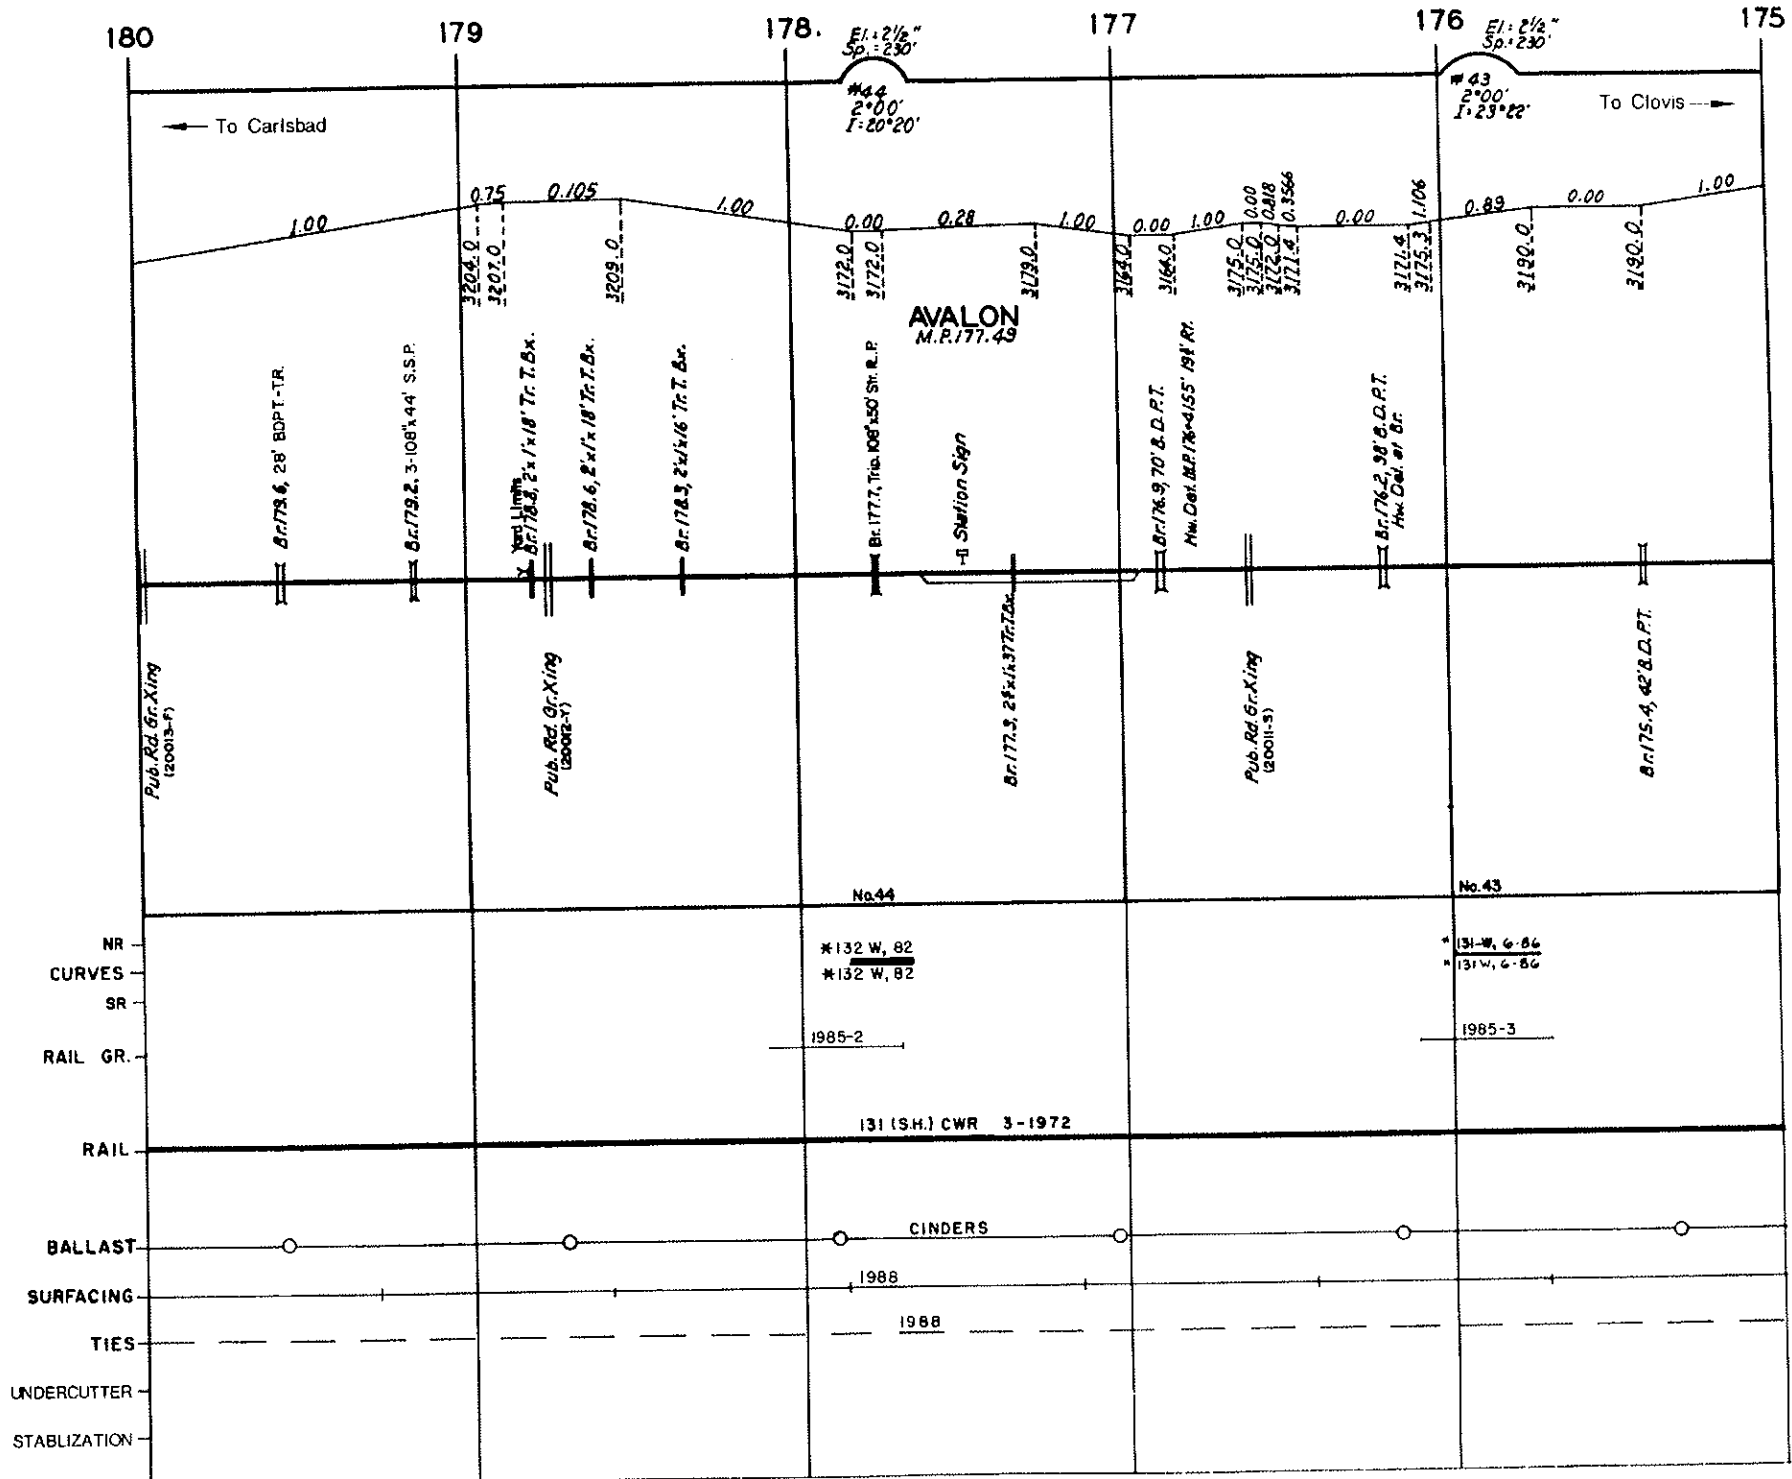 180
179
178.
177
176
175
El.: 2½"
Sp.: 230'
El.: 2½"
Sp.: 230'
#44
2°00'
I: 20°20'
#43
2°00'
I: 23°22'
To Carlsbad
To Clovis
1.00
0.75
0.105
1.00
0.00
0.28
1.00
0.00
1.00
0.00
0.818
0.3566
0.00
1.106
0.89
0.00
1.00
3204.0
3207.0
3209.0
3172.0
3172.0
3179.0
3164.0
3164.0
3175.0
3175.0
3172.0
3171.4
3171.4
3175.3
3190.0
3190.0
AVALON
M.P.177.49
Br.179.6, 28' BDPT.-TR.
Br.179.2, 3-108"x44' S.S.P.
Yard Limits
Br.178.8, 2'x1'x18' Tr. T.Bx.
Br.178.6, 2'x1'x18' Tr.T.Bx.
Br.178.3, 2'x1'x16' Tr.T.Bx.
Br.177.7, Trip.108"x50' Str. R.P.
Station Sign
Br.176.9, 70' B.D.P.T.
Br.176.2, 98' B.D.P.T.
Hw. Det. at Br.
Pub. Rd. Gr. Xing
(20013-F)
Pub. Rd. Gr. Xing
(20012-Y)
Pub. Rd. Gr. Xing
(20011-S)
Br.175.4, 42' B.D.P.T.
No.44
No.43
NR
CURVES
SR
*132 W, 82
*132 W, 82
* 131-W, 6-86
* 131 W, 6-86
RAIL GR.
1985-2
1985-3
RAIL
131 (S.H.) CWR 3-1972
BALLAST
CINDERS
SURFACING
1988
TIES
1988
UNDERCUTTER
STABLIZATION